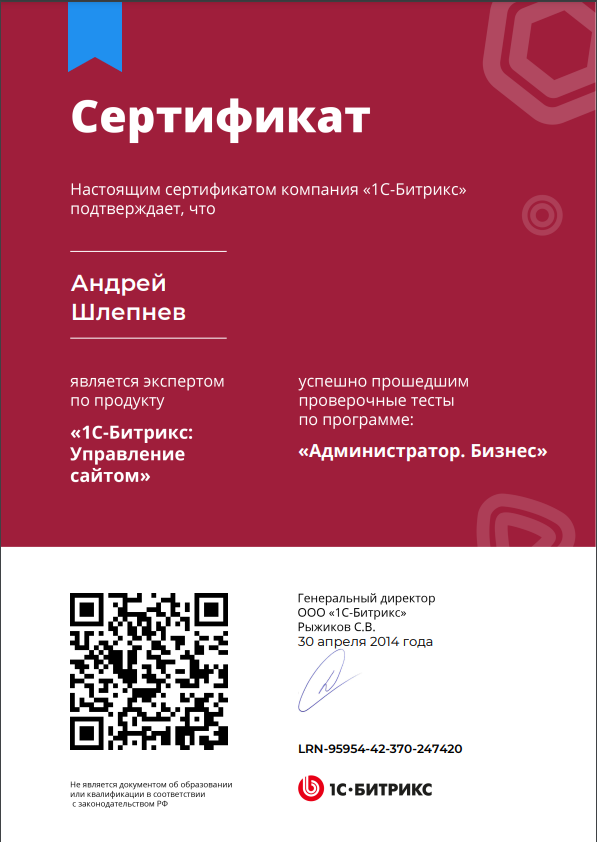 Сертификат
Настоящим сертификатом компания «1С-Битрикс»
подтверждает, что
Андрей
Шлепнев
является экспертом
по продукту
«1С-Битрикс:
Управление
сайтом»
успешно прошедшим
проверочные тесты
по программе:
«Администратор. Бизнес»
Генеральный директор
ООО «1С-Битрикс»
Рыжиков С.В.
30 апреля 2014 года
LRN-95954-42-370-247420
Не является документом об образовании
или квалификации в соответствии
с законодательством РФ
1С·БИТРИКС